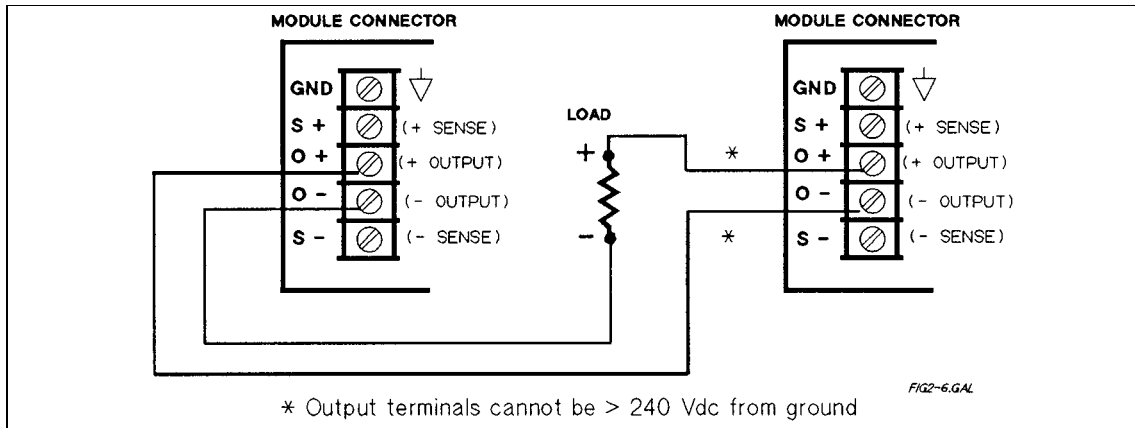 MODULE CONNECTOR
GND
S +
(+ SENSE)
O +
(+ OUTPUT)
O -
(- OUTPUT)
S -
(- SENSE)
LOAD
+
-
*
*
MODULE CONNECTOR
GND
S +
(+ SENSE)
O +
(+ OUTPUT)
O -
(- OUTPUT)
S -
(- SENSE)
FIG2-6.GAL
* Output terminals cannot be > 240 Vdc from ground